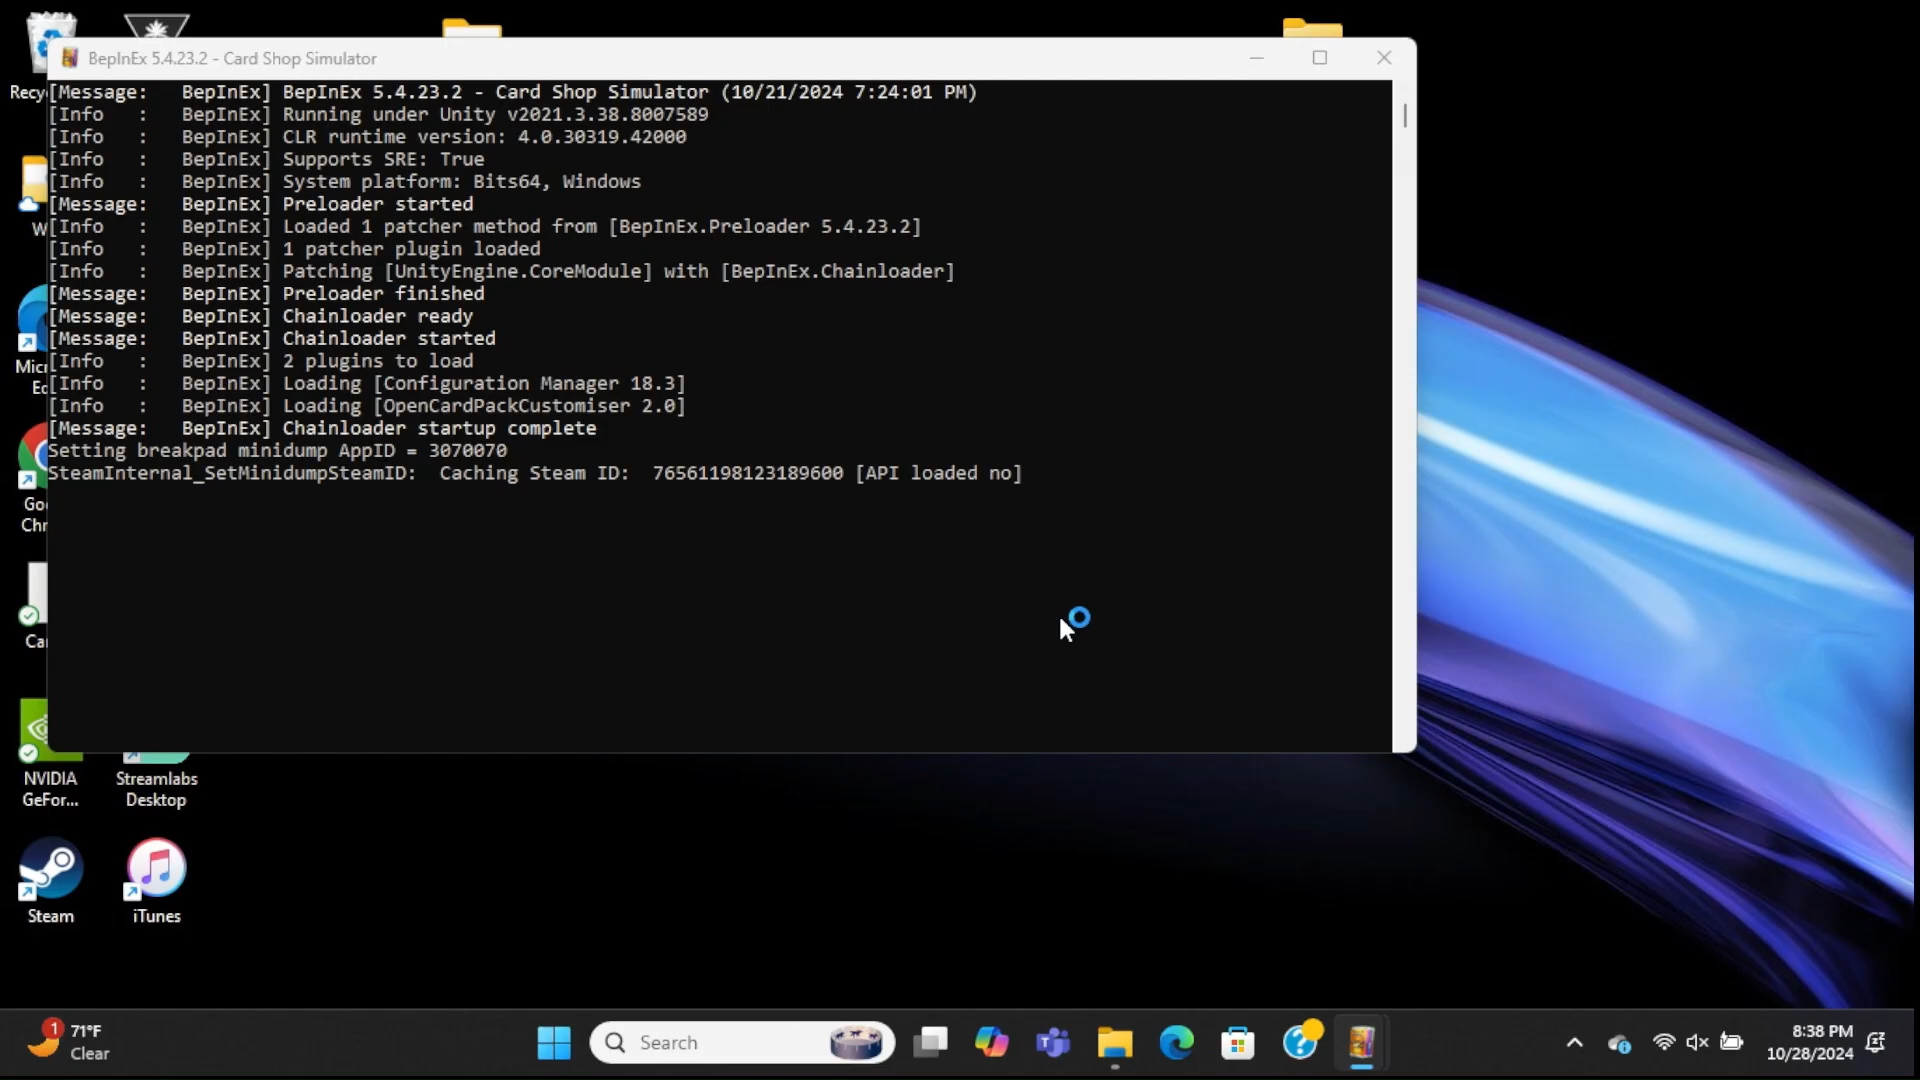 BepInEx 5.4.23.2 - Card Shop Simulator
[Message:   BepInEx] BepInEx 5.4.23.2 - Card Shop Simulator (10/21/2024 7:24:01 PM)
[Info   :   BepInEx] Running under Unity v2021.3.38.8007589
[Info   :   BepInEx] CLR runtime version: 4.0.30319.42000
[Info   :   BepInEx] Supports SRE: True
[Info   :   BepInEx] System platform: Bits64, Windows
[Message:   BepInEx] Preloader started
[Info   :   BepInEx] Loaded 1 patcher method from [BepInEx.Preloader 5.4.23.2]
[Info   :   BepInEx] 1 patcher plugin loaded
[Info   :   BepInEx] Patching [UnityEngine.CoreModule] with [BepInEx.Chainloader]
[Message:   BepInEx] Preloader finished
[Message:   BepInEx] Chainloader ready
[Message:   BepInEx] Chainloader started
[Info   :   BepInEx] 2 plugins to load
[Info   :   BepInEx] Loading [Configuration Manager 18.3]
[Info   :   BepInEx] Loading [OpenCardPackCustomiser 2.0]
[Message:   BepInEx] Chainloader startup complete
Setting breakpad minidump AppID = 3070070
SteamInternal_SetMinidumpSteamID:  Caching Steam ID:  76561198123189600 [API loaded no]
Recy
W
Mic
Ed
Go
Chr
Ca
NVIDIA
GeFor...
Streamlabs
Desktop
Steam
iTunes
1
71°F
Clear
Search
8:38 PM
10/28/2024